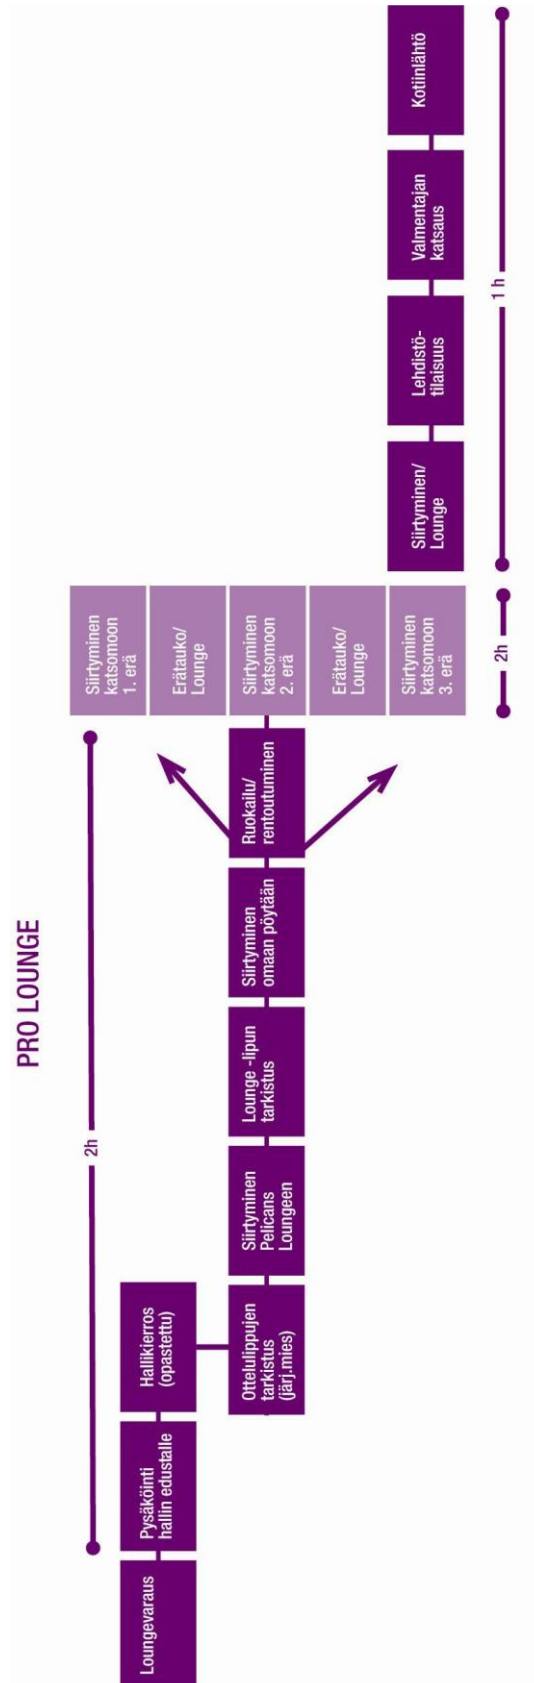 PRO LOUNGE
2h
Loungevaraus
Pysäköinti
hallin edustalle
Hallikierros
(opastettu)
Ottelulippujen
tarkistus
(järj.mies)
Siirtyminen
Pelicans
Loungeen
Lounge -lipun
tarkistus
Siirtyminen
omaan pöytään
Ruokailu/
rentoutuminen
Siirtyminen
katsomoon
1. erä
Erätauko/
Lounge
Siirtyminen
katsomoon
2. erä
Erätauko/
Lounge
Siirtyminen
katsomoon
3. erä
2h
Siirtyminen/
Lounge
Lehdistö-
tilaisuus
Valmentajan
katsaus
Kotiinlähtö
1 h